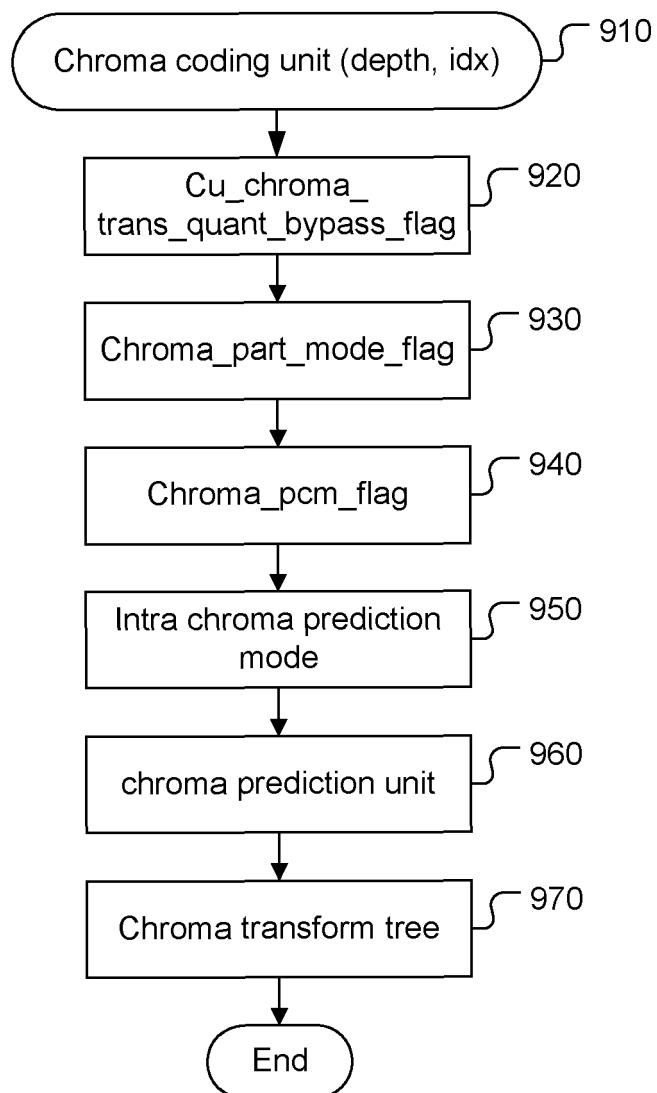 Chroma coding unit (depth, idx)
910
Cu_chroma_
trans_quant_bypass_flag
920
Chroma_part_mode_flag
930
Chroma_pcm_flag
940
Intra chroma prediction
mode
950
chroma prediction unit
960
Chroma transform tree
970
End